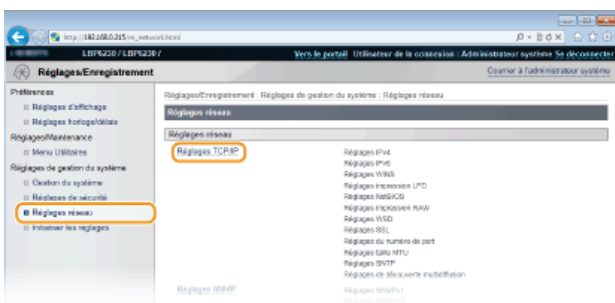 http://192.168.0.215/m_network.html
LBP6230 / LBP6230 /
Vers le portail Utilisateur de la connexion : Administrateur système Se déconnecter
Réglages/Enregistrement
Courrier à l'administrateur système
Préférences
Réglages d'affichage
Réglages horloge/délais
Réglages/Maintenance
Menu Utilitaires
Réglages de gestion du système
Gestion du système
Réglages de sécurité
Réglages réseau
Initialiser les réglages
Réglages/Enregistrement : Réglages de gestion du système : Réglages réseau
Réglages réseau
Réglages réseau
Réglages TCP/IP
Réglages IPv4
Réglages IPv6
Réglages WINS
Réglages impression LPD
Réglages NetBIOS
Réglages impression RAW
Réglages WSD
Réglages SSL
Réglages du numéro de port
Réglages taille MTU
Réglages SNTP
Réglages de découverte multidiffusion
Réglages SNMP
Réglages SNMPv1